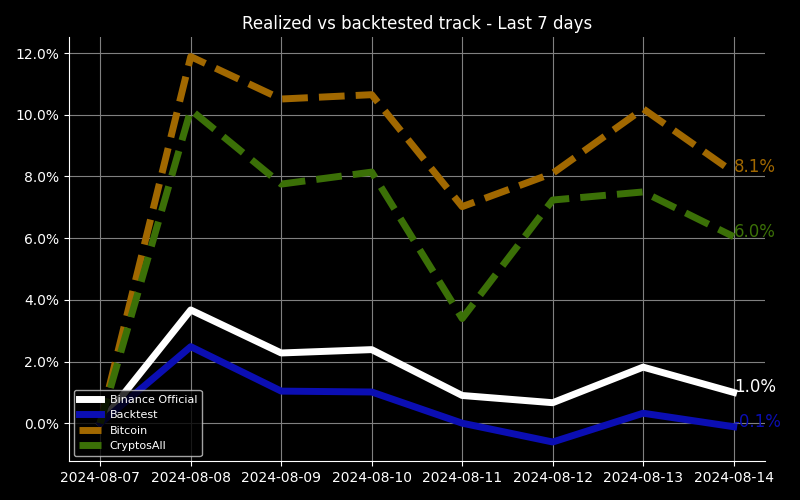 Realized vs backtested track - Last 7 days
12.0%
10.0%
8.0%
6.0%
4.0%
2.0%
0.0%
8.1%
6.0%
1.0%
-0.1%
Binance Official
Backtest
Bitcoin
CryptosAll
2024-08-07 2024-08-08 2024-08-09 2024-08-10 2024-08-11 2024-08-12 2024-08-13 2024-08-14